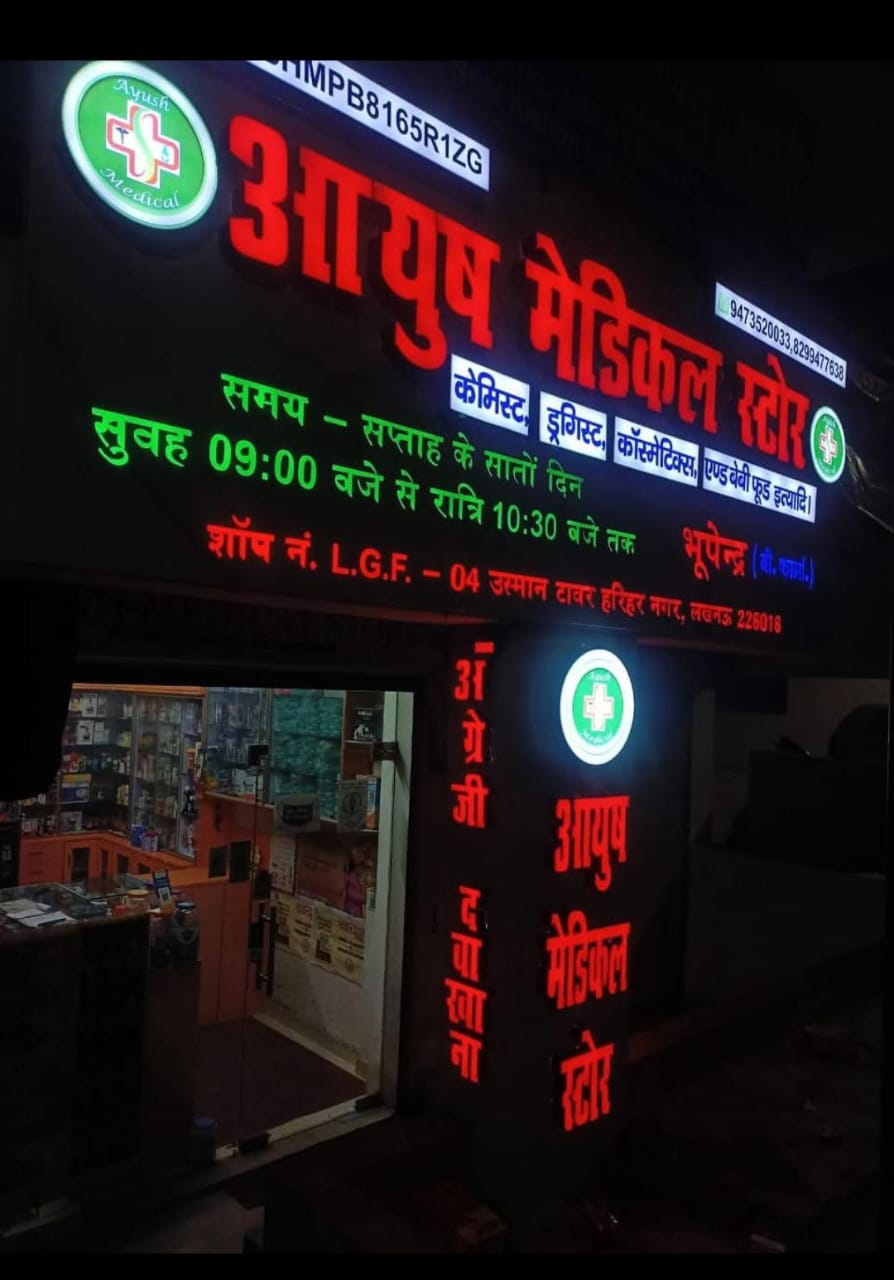 Ayush
Medical
HMPB8165R1ZG
आयुष मेडिकल स्टोर
9473520033,8299477638
केमिस्ट, ड्रगिस्ट, कॉस्मेटिक्स, एण्ड बेबी फूड इत्यादि।
समय – सप्ताह के सातों दिन
सुवह 09:00 बजे से रात्रि 10:30 बजे तक
भूपेन्द्र (बी. फार्मा.)
शॉप नं. L.G.F. – 04 उस्मान टावर हरिहर नगर, लखनऊ 226016
अंग्रेजी
दवाखाना
Ayush
Medical
आयुष
मेडिकल
स्टोर